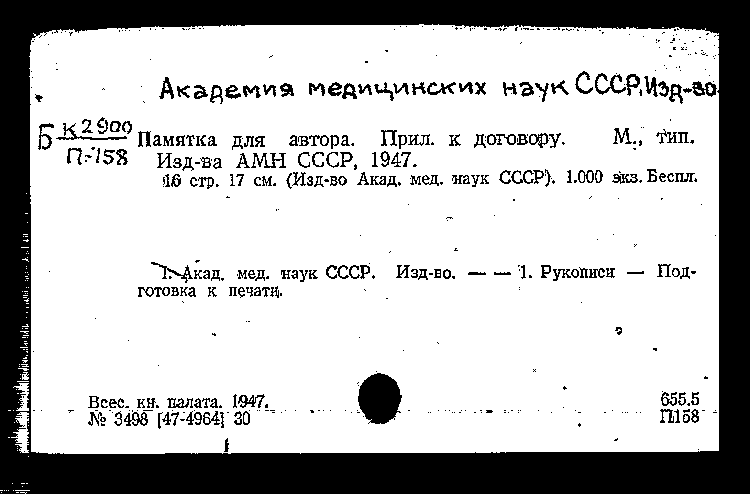 Академия медицинских наук СССР, Изд-во
Б К2900
П-158
Памятка для автора. Прил. к договору. М., тип.
Изд-ва АМН СССР, 1947.
16 стр. 17 см. (Изд-во Акад. мед. наук СССР). 1.000 экз. Беспл.
1. Акад. мед. наук СССР. Изд-во. — — 1. Рукописи — Под-
готовка к печати.
Всес. кн. палата. 1947. 655.5
№ 3498 [47-4964] 30 П158